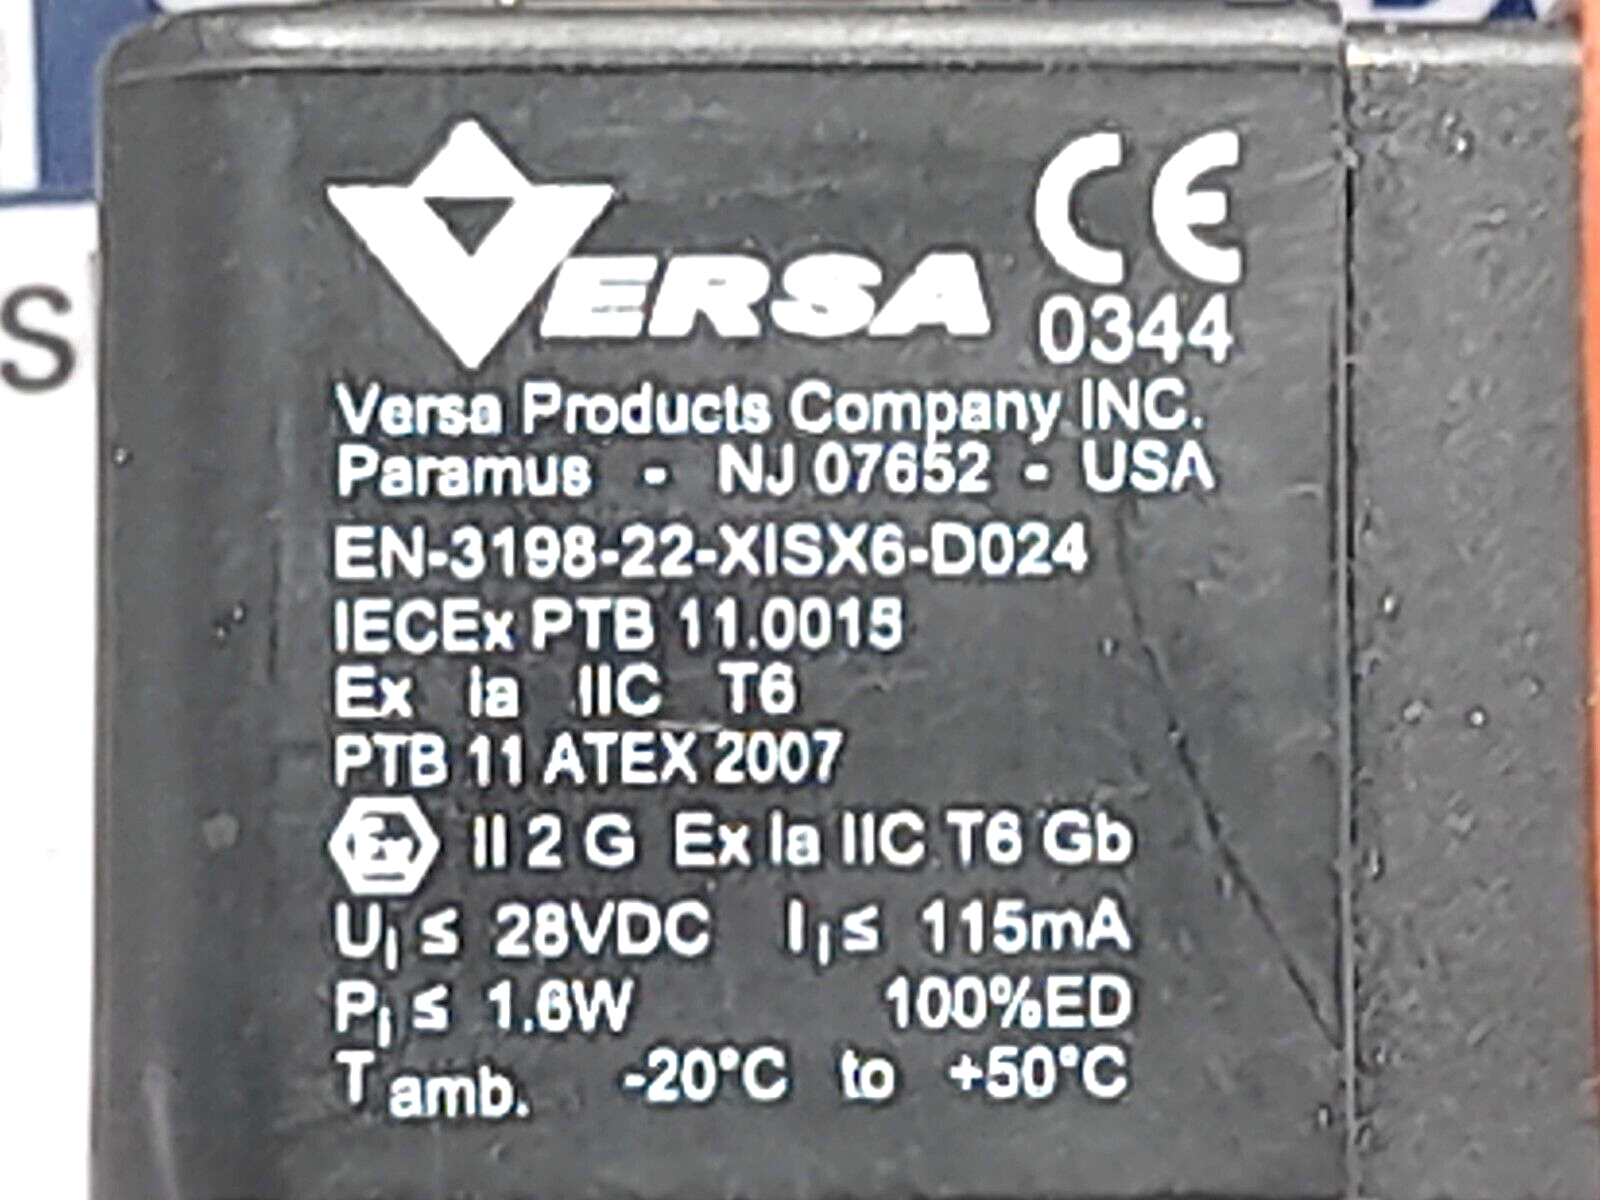 VERSA CE
0344
Versa Products Company INC.
Paramus - NJ 07652 - USA
EN-3198-22-XISX6-D024
IECEx PTB 11.0015
Ex ia IIC T6
PTB 11 ATEX 2007
Ex II 2 G Ex ia IIC T6 Gb
Ui ≤ 28VDC Ii ≤ 115mA
Pi ≤ 1.6W 100%ED
T amb. -20°C to +50°C
S